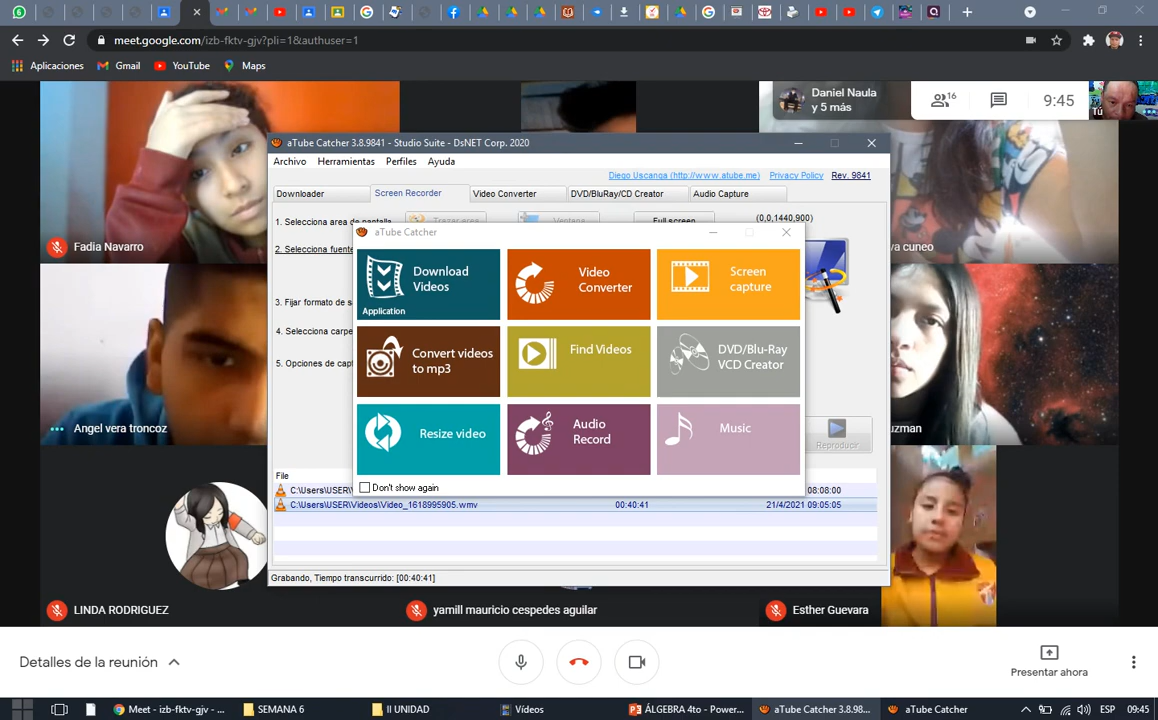 meet.google.com/izb-fktv-gjv?pli=1&authuser=1
Aplicaciones
Gmail
YouTube
Maps
Daniel Naula
y 5 más
16
9:45
Tú
Fadia Navarro
Angel vera troncoz
LINDA RODRIGUEZ
yamill mauricio cespedes aguilar
Esther Guevara
va cuneo
uzman
aTube Catcher 3.8.9841 - Studio Suite - DsNET Corp. 2020
Archivo Herramientas Perfiles Ayuda
Diego Uscanga (http://www.atube.me) Privacy Policy Rev. 9841
Downloader Screen Recorder Video Converter DVD/BluRay/CD Creator Audio Capture
1. Selecciona area de pantalla
Trazar area
Ventana
Full screen
(0,0,1440,900)
2. Selecciona fuente
3. Fijar formato de s
4. Selecciona carpe
5. Opciones de capt
Reproducir
aTube Catcher
Download
Videos
Application
Video
Converter
Screen
capture
Convert videos
to mp3
Find Videos
DVD/Blu-Ray
VCD Creator
Resize video
Audio
Record
Music
Don't show again
File
C:\Users\USER\
08:08:00
C:\Users\USER\Videos\Video_1618995905.wmv 00:40:41 21/4/2021 09:05:05
Grabando, Tiempo transcurrido: [00:40:41]
Detalles de la reunión
Presentar ahora
Meet - izb-fktv-gjv - ...
SEMANA 6
II UNIDAD
Vídeos
ÁLGEBRA 4to - Power...
aTube Catcher 3.8.98...
aTube Catcher
ESP
09:45